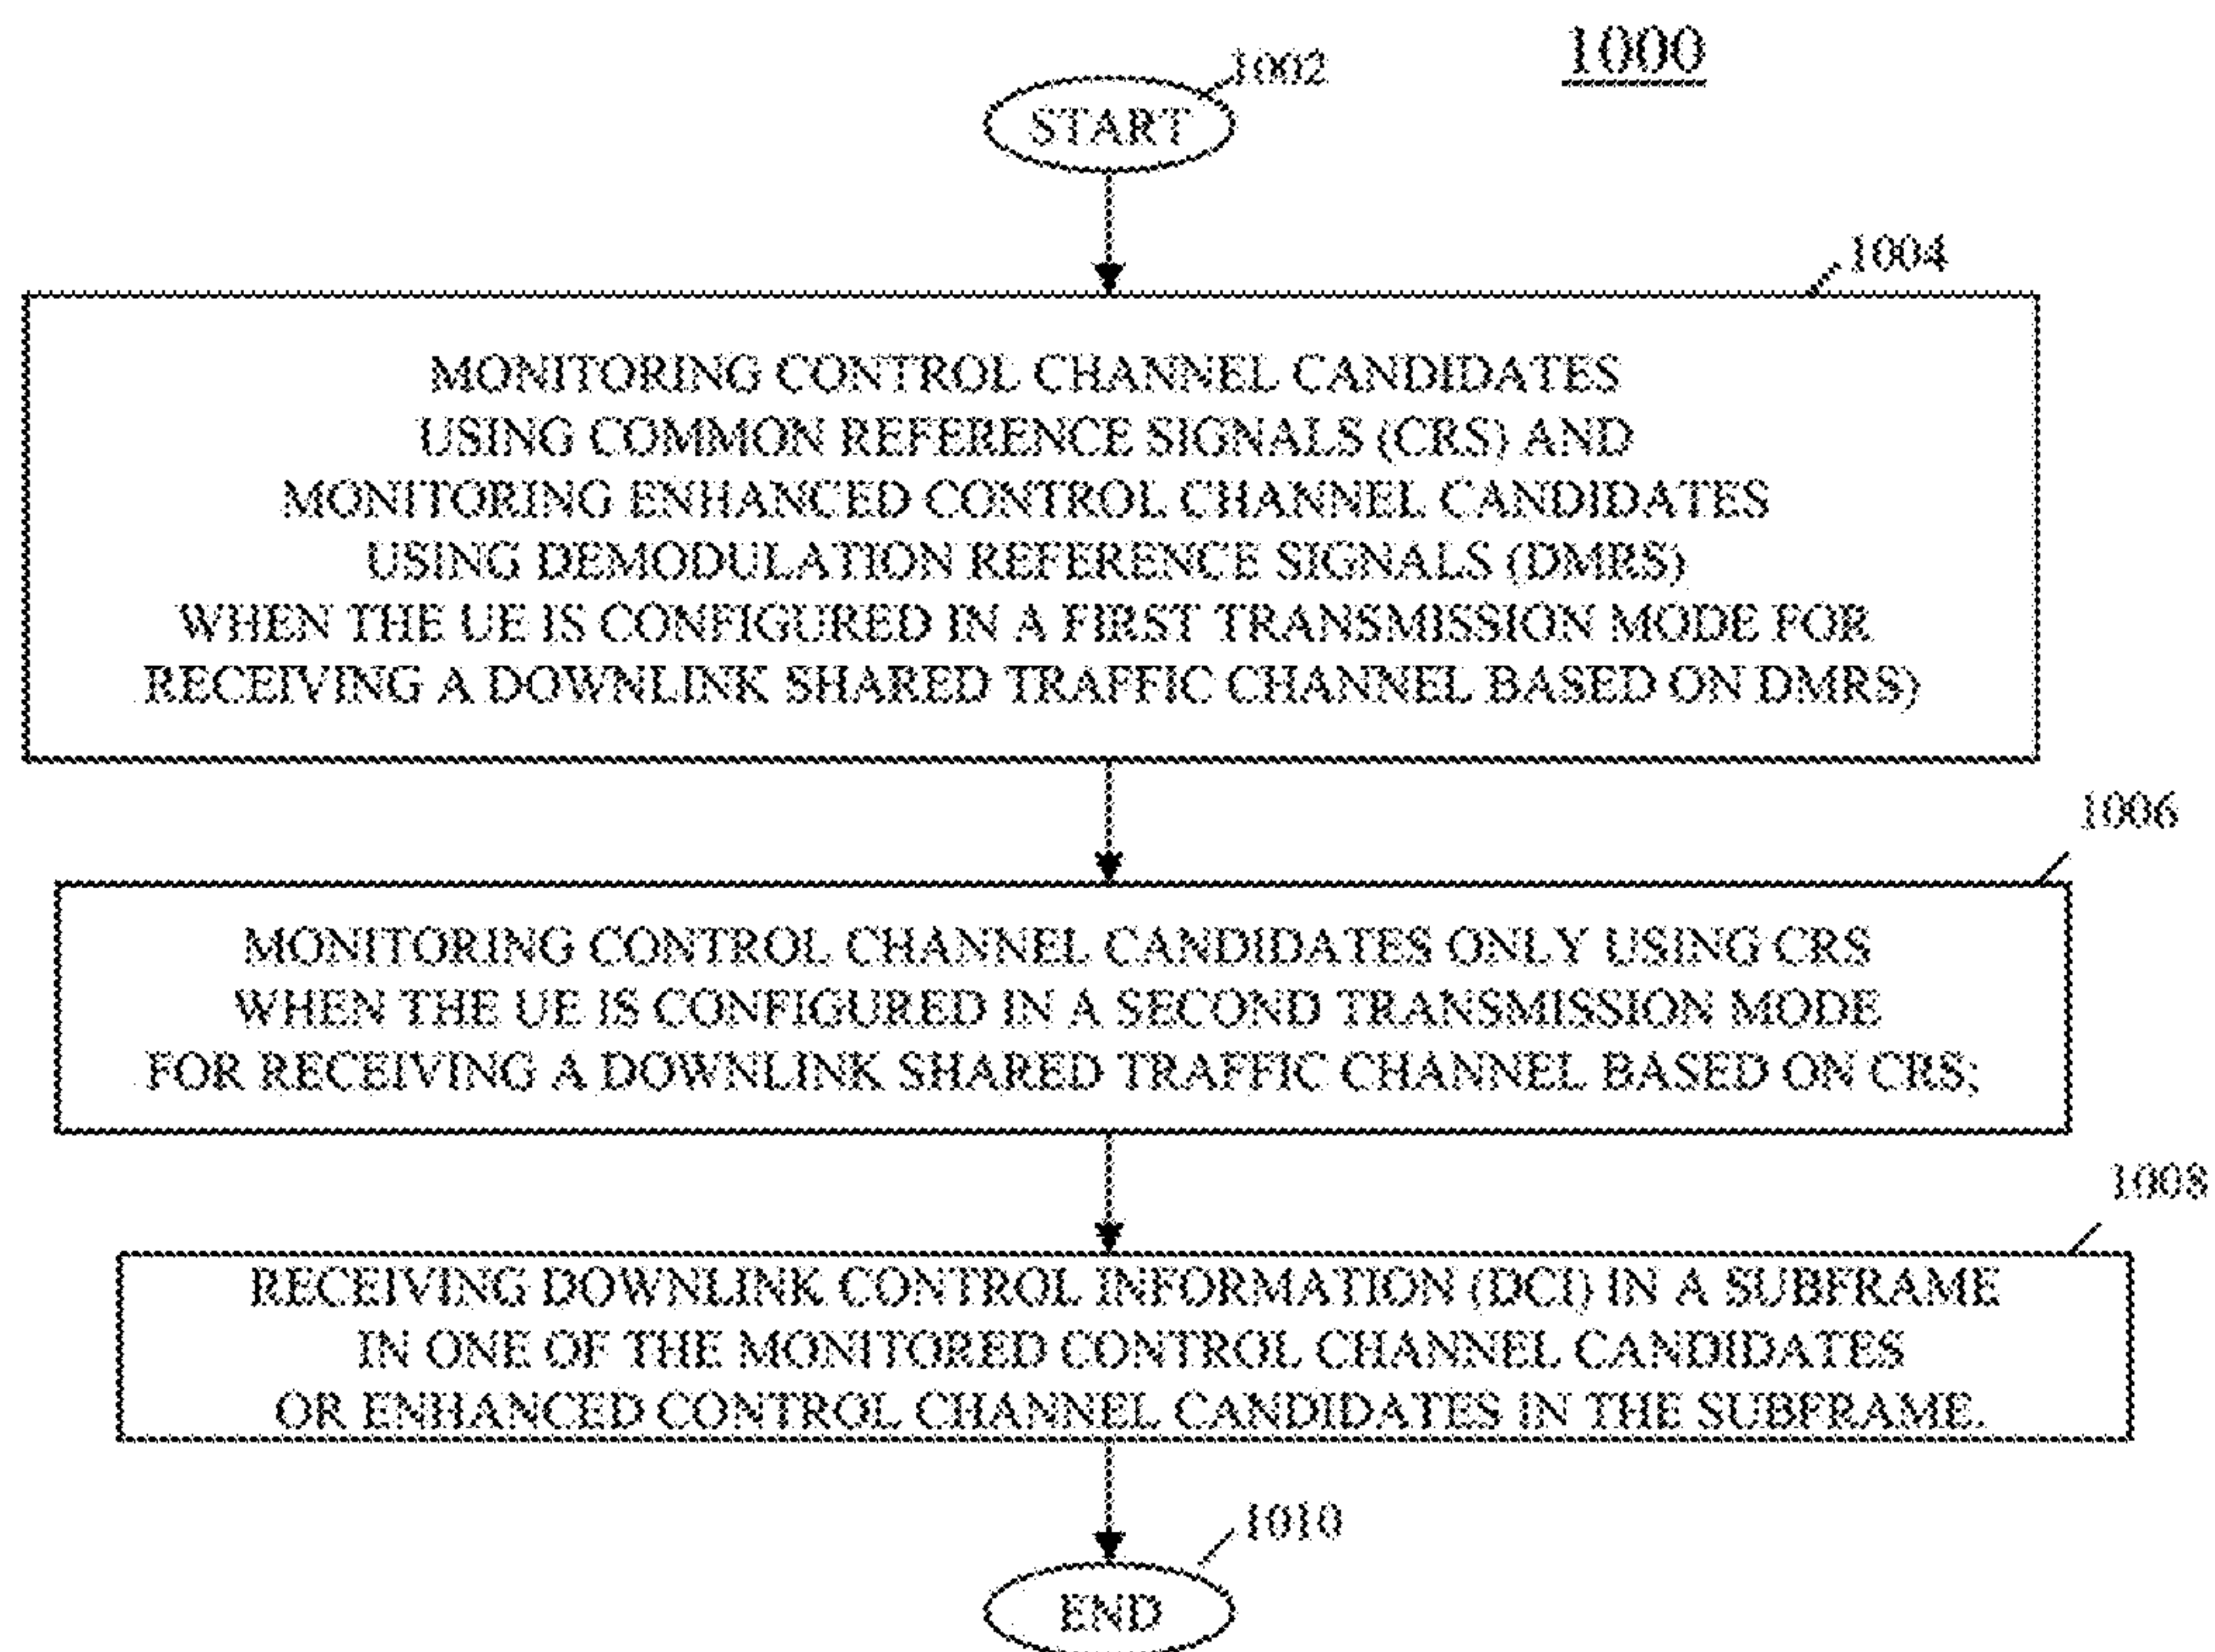 1000
1002
START
1004
MONITORING CONTROL CHANNEL CANDIDATES
USING COMMON REFERENCE SIGNALS (CRS) AND
MONITORING ENHANCED CONTROL CHANNEL CANDIDATES
USING DEMODULATION REFERENCE SIGNALS (DMRS)
WHEN THE UE IS CONFIGURED IN A FIRST TRANSMISSION MODE FOR
RECEIVING A DOWNLINK SHARED TRAFFIC CHANNEL BASED ON DMRS)
1006
MONITORING CONTROL CHANNEL CANDIDATES ONLY USING CRS
WHEN THE UE IS CONFIGURED IN A SECOND TRANSMISSION MODE
FOR RECEIVING A DOWNLINK SHARED TRAFFIC CHANNEL BASED ON CRS;
1008
RECEIVING DOWNLINK CONTROL INFORMATION (DCI) IN A SUBFRAME
IN ONE OF THE MONITORED CONTROL CHANNEL CANDIDATES
OR ENHANCED CONTROL CHANNEL CANDIDATES IN THE SUBFRAME.
1010
END